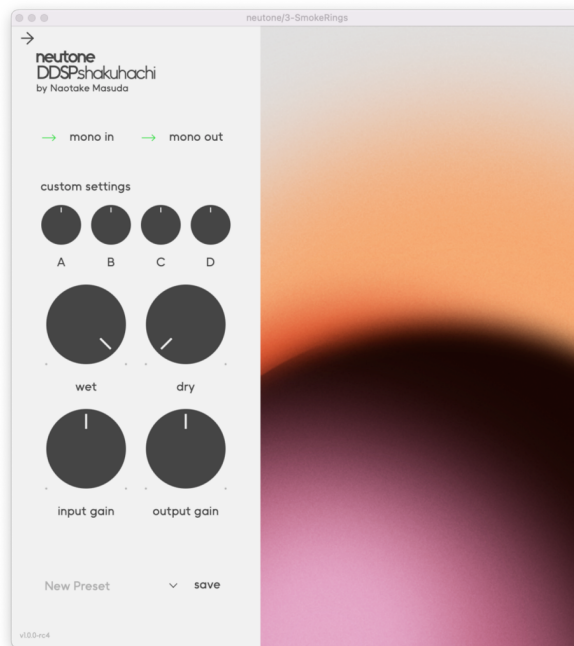 neutone/3-SmokeRings
neutone
DDSPshakuhachi
by Naotake Masuda
mono in
mono out
custom settings
A B C D
wet dry
input gain output gain
New Preset save
v1.0.0-rc4